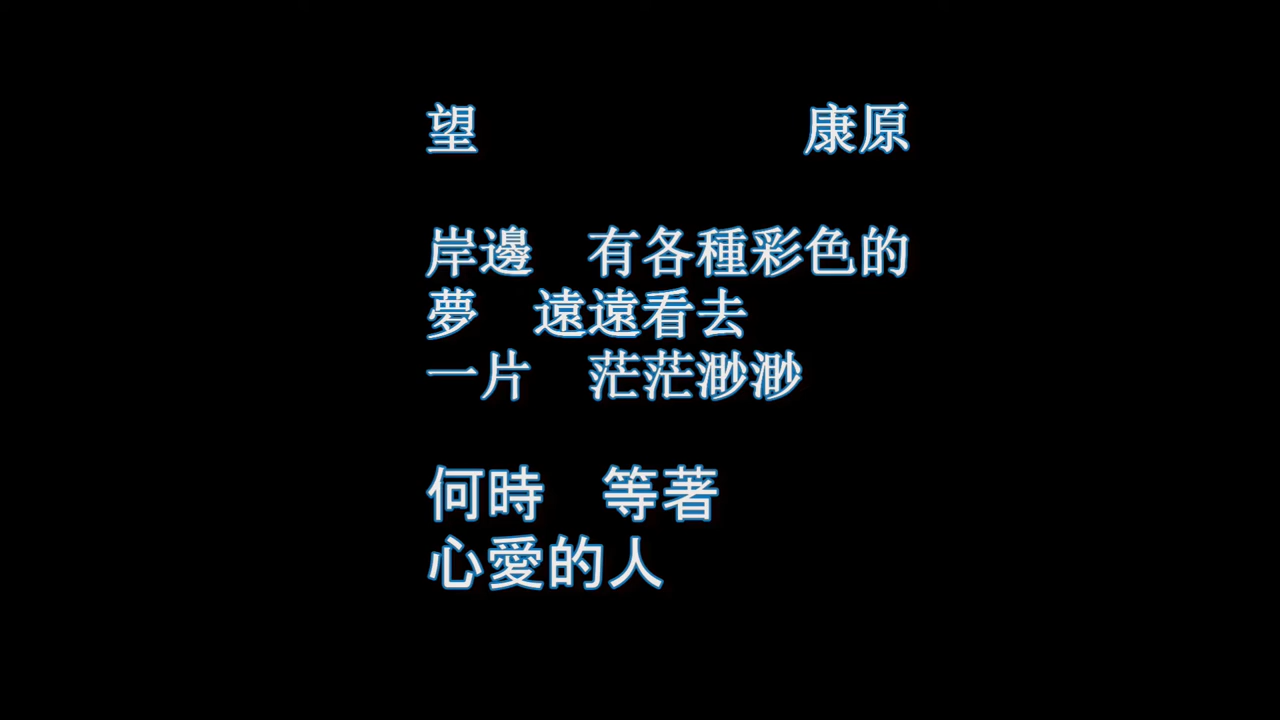 望　　　　　　康原
岸邊　有各種彩色的
夢　遠遠看去
一片　茫茫渺渺
何時　等著
心愛的人